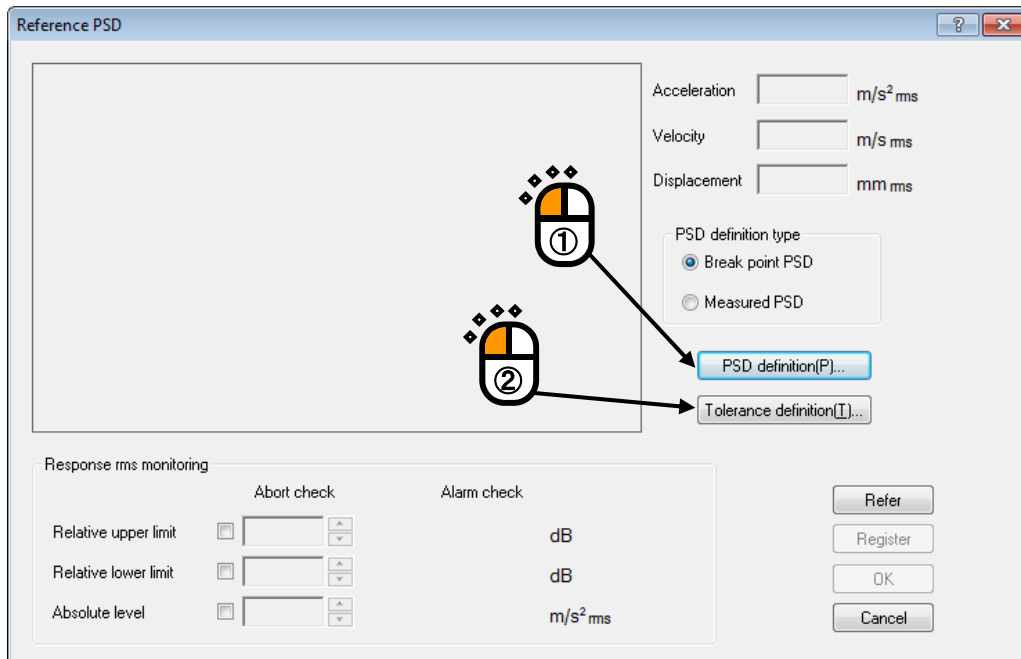 Reference PSD
?
Acceleration m/s² rms
Velocity m/s rms
Displacement mm rms
①
PSD definition type
Break point PSD
Measured PSD
②
PSD definition(P)...
Tolerance definition(T)...
Response rms monitoring
Abort check Alarm check
Relative upper limit dB
Relative lower limit dB
Absolute level m/s² rms
Refer
Register
OK
Cancel